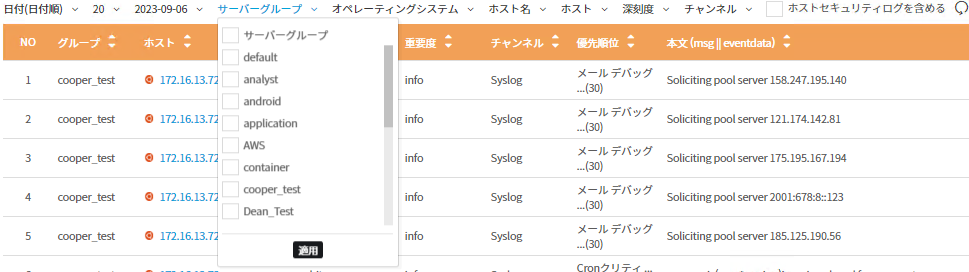 日付(日付順) 20 2023-09-06 サーバーグループ オペレーティングシステム ホスト名 ホスト 深刻度 チャンネル ホストセキュリティログを含める
NO グループ ホスト 重要度 チャンネル 優先順位 本文 (msg || eventdata)
サーバーグループ
default
analyst
android
application
AWS
container
cooper_test
Dean_Test
適用
1 cooper_test 172.16.13.72 info Syslog メール デバッグ
...(30) Soliciting pool server 158.247.195.140
2 cooper_test 172.16.13.72 info Syslog メール デバッグ
...(30) Soliciting pool server 121.174.142.81
3 cooper_test 172.16.13.72 info Syslog メール デバッグ
...(30) Soliciting pool server 175.195.167.194
4 cooper_test 172.16.13.72 info Syslog メール デバッグ
...(30) Soliciting pool server 2001:678:8::123
5 cooper_test 172.16.13.72 info Syslog メール デバッグ
...(30) Soliciting pool server 185.125.190.56
Cronクリティ